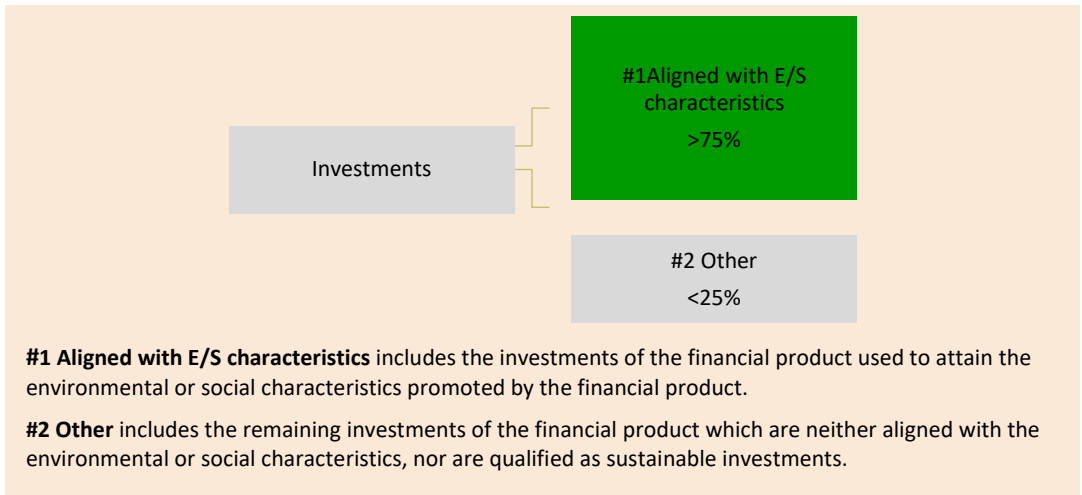 #1Aligned with E/S
characteristics
>75%
Investments
#2 Other
<25%
#1 Aligned with E/S characteristics includes the investments of the financial product used to attain the
environmental or social characteristics promoted by the financial product.
#2 Other includes the remaining investments of the financial product which are neither aligned with the
environmental or social characteristics, nor are qualified as sustainable investments.